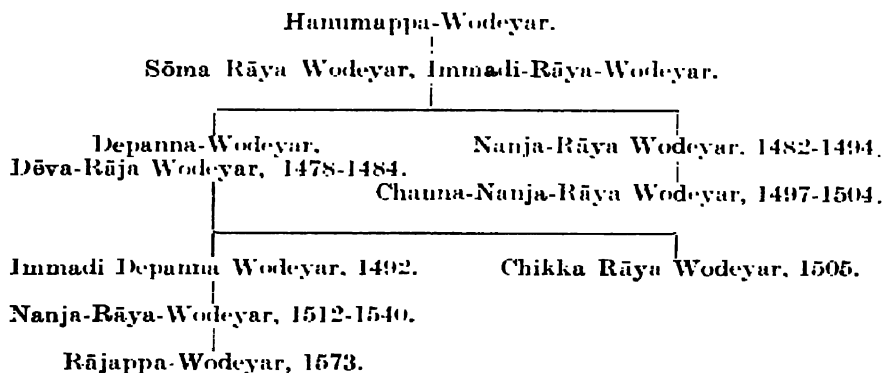 Hanumappa-Wodeyar.
Sōma Rāya Wodeyar, Immadi-Rāya-Wodeyar.
Depanna-Wodeyar. Nanja-Rāya Wodeyar. 1482-1494.
Dēva-Rāja Wodeyar, 1478-1484.
Channa-Nanja-Rāya Wodeyar, 1497-1504.
Immadi Depanna Wodeyar. 1492. Chikka Rāya Wodeyar, 1505.
Nanja-Rāya-Wodeyar, 1512-1540.
Rājappa-Wodeyar, 1573.